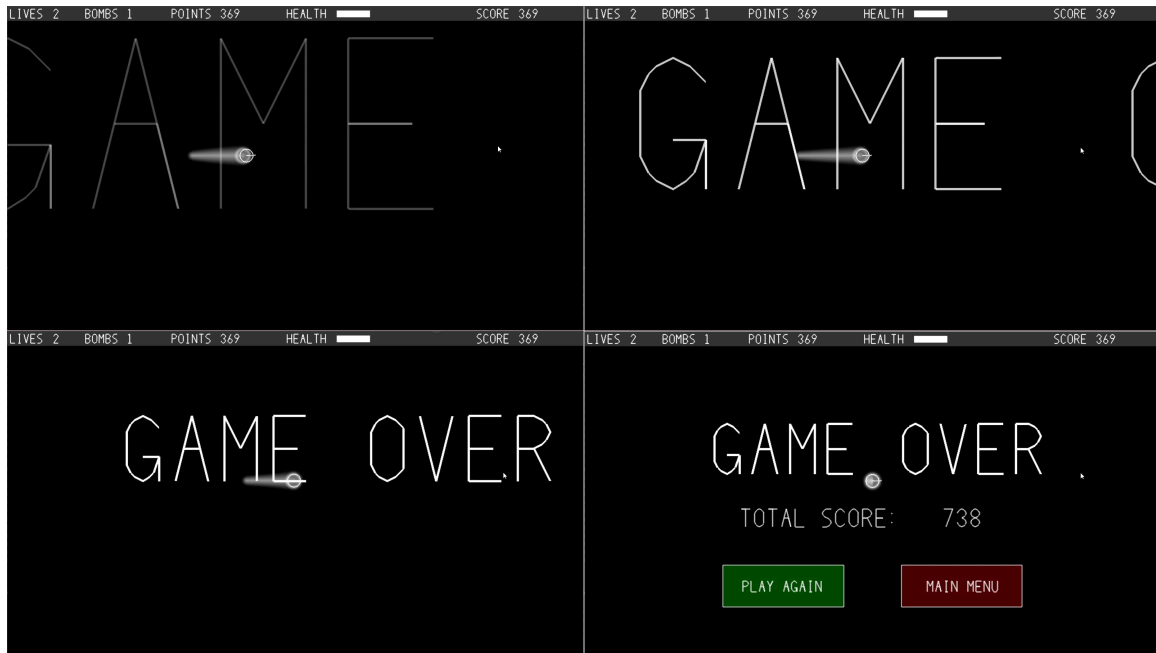 LIVES 2 BOMBS 1 POINTS 369 HEALTH SCORE 369
GAME
LIVES 2 BOMBS 1 POINTS 369 HEALTH SCORE 369
GAME
LIVES 2 BOMBS 1 POINTS 369 HEALTH SCORE 369
GAME OVER
LIVES 2 BOMBS 1 POINTS 369 HEALTH SCORE 369
GAME OVER
TOTAL SCORE: 738
PLAY AGAIN MAIN MENU